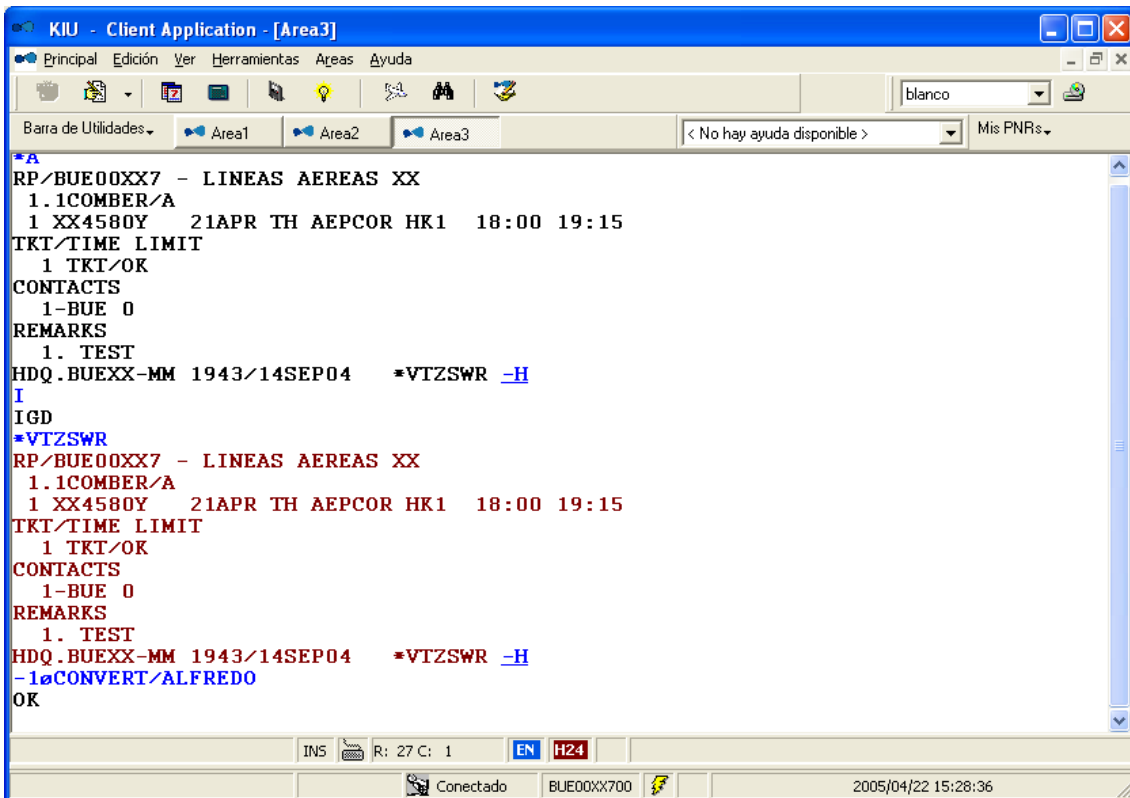 KIU - Client Application - [Area3]
Principal Edición Ver Herramientas Areas Ayuda
blanco
Barra de Utilidades Area1 Area2 Area3 < No hay ayuda disponible > Mis PNRs
*A
RP/BUE00XX7 - LINEAS AEREAS XX
1.1COMBER/A
1 XX4580Y 21APR TH AEPCOR HK1 18:00 19:15
TKT/TIME LIMIT
1 TKT/OK
CONTACTS
1-BUE 0
REMARKS
1. TEST
HDQ.BUEXX-MM 1943/14SEP04 *VTZSWR -H
I
IGD
*VTZSWR
RP/BUE00XX7 - LINEAS AEREAS XX
1.1COMBER/A
1 XX4580Y 21APR TH AEPCOR HK1 18:00 19:15
TKT/TIME LIMIT
1 TKT/OK
CONTACTS
1-BUE 0
REMARKS
1. TEST
HDQ.BUEXX-MM 1943/14SEP04 *VTZSWR -H
-1øCONVERT/ALFREDO
OK
INS R: 27 C: 1 EN H24
Conectado BUE00XX700 2005/04/22 15:28:36